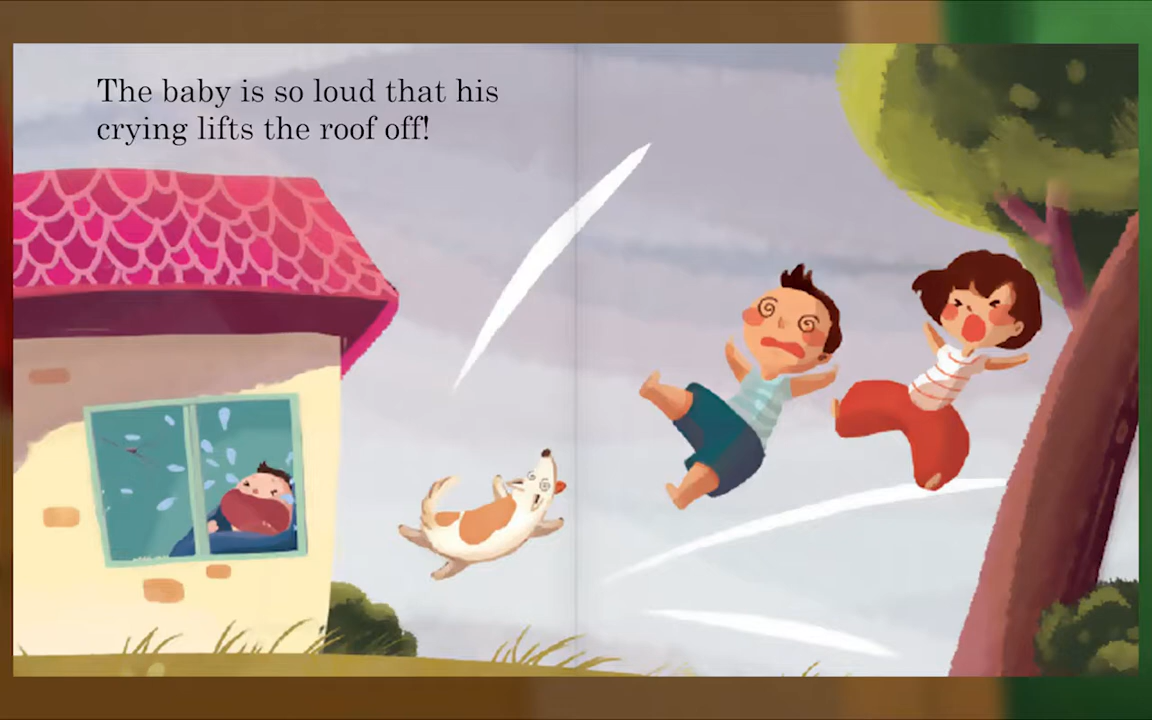 The baby is so loud that his
crying lifts the roof off!